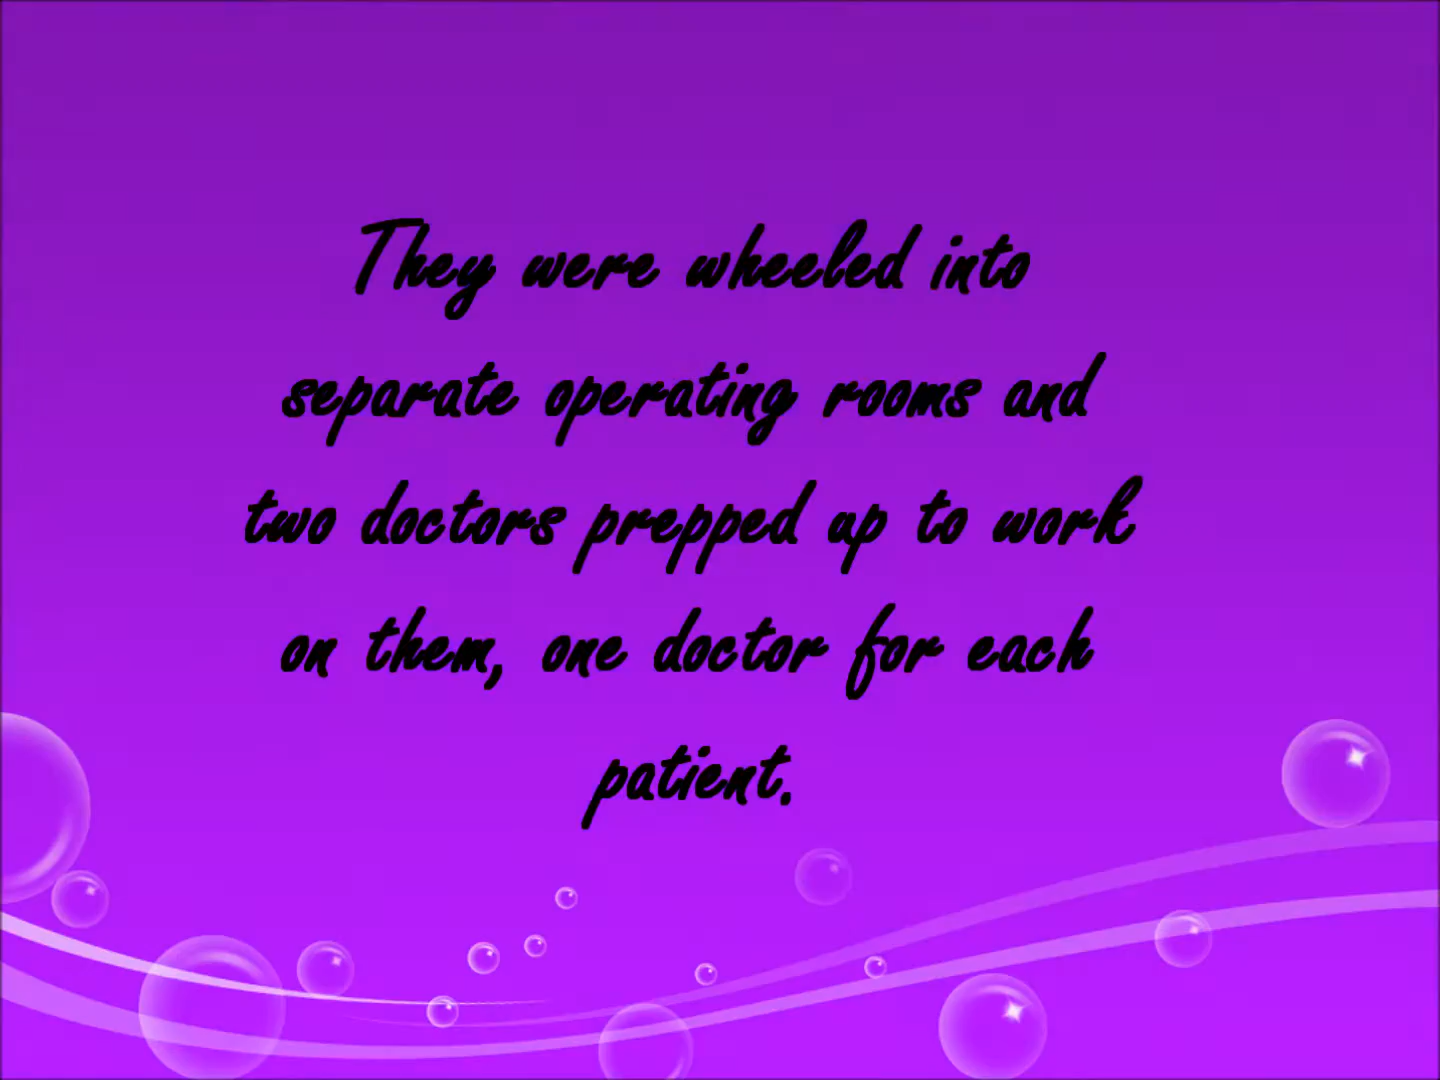 They were wheeled into
separate operating rooms and
two doctors prepped up to work
on them, one doctor for each
patient.